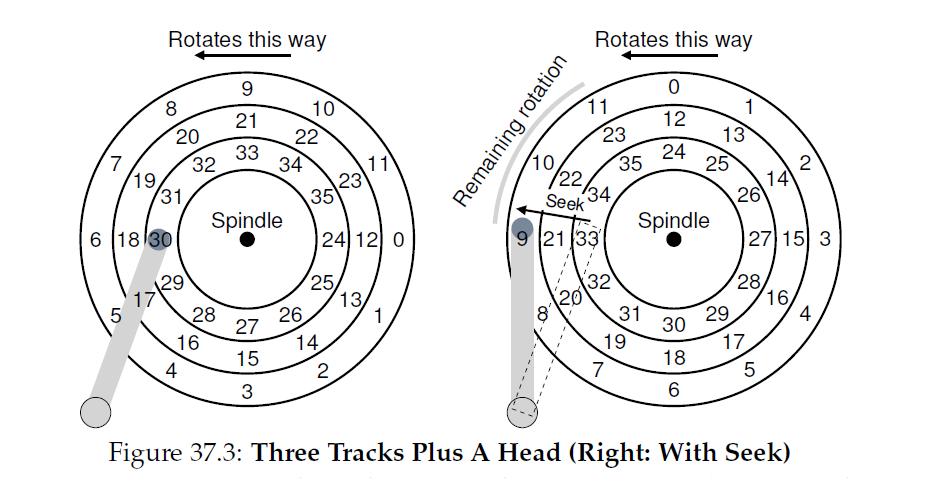 Rotates this way
9
8 10
21
20 22
33
7 32 34 11
19 31 35 23
Spindle
6 18 30 24 12 0
29 25
17 13
5 28 26 1
27
16 14
15
4 2
3
Rotates this way
Remaining rotation
0
11 1
12
23 13
24
10 35 25 2
22 34 26 14
Seek
Spindle
9 21 33 27 15 3
32 28
20 16
8 31 29 4
30
19 17
18
7 5
6
Figure 37.3: Three Tracks Plus A Head (Right: With Seek)